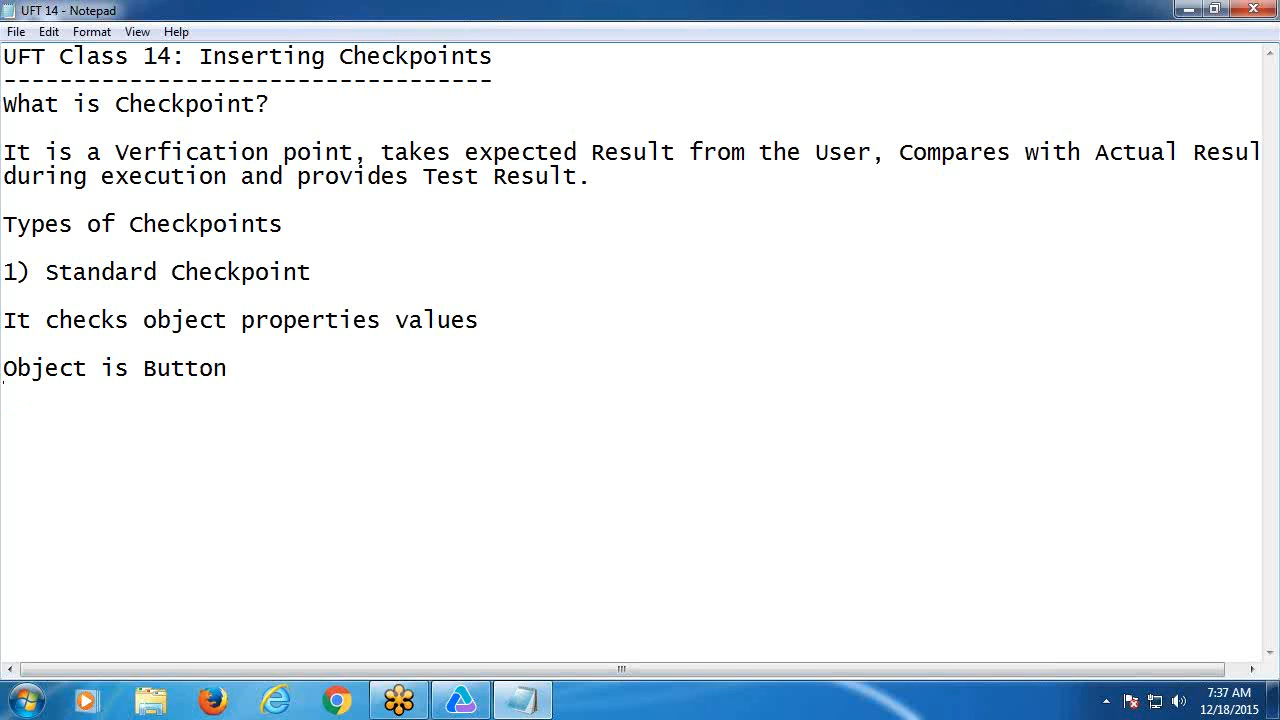 UFT 14 - Notepad
File Edit Format View Help
UFT Class 14: Inserting Checkpoints
-----------------------------------
What is Checkpoint?
It is a Verfication point, takes expected Result from the User, Compares with Actual Resul
during execution and provides Test Result.
Types of Checkpoints
1) Standard Checkpoint
It checks object properties values
Object is Button
7:37 AM
12/18/2015